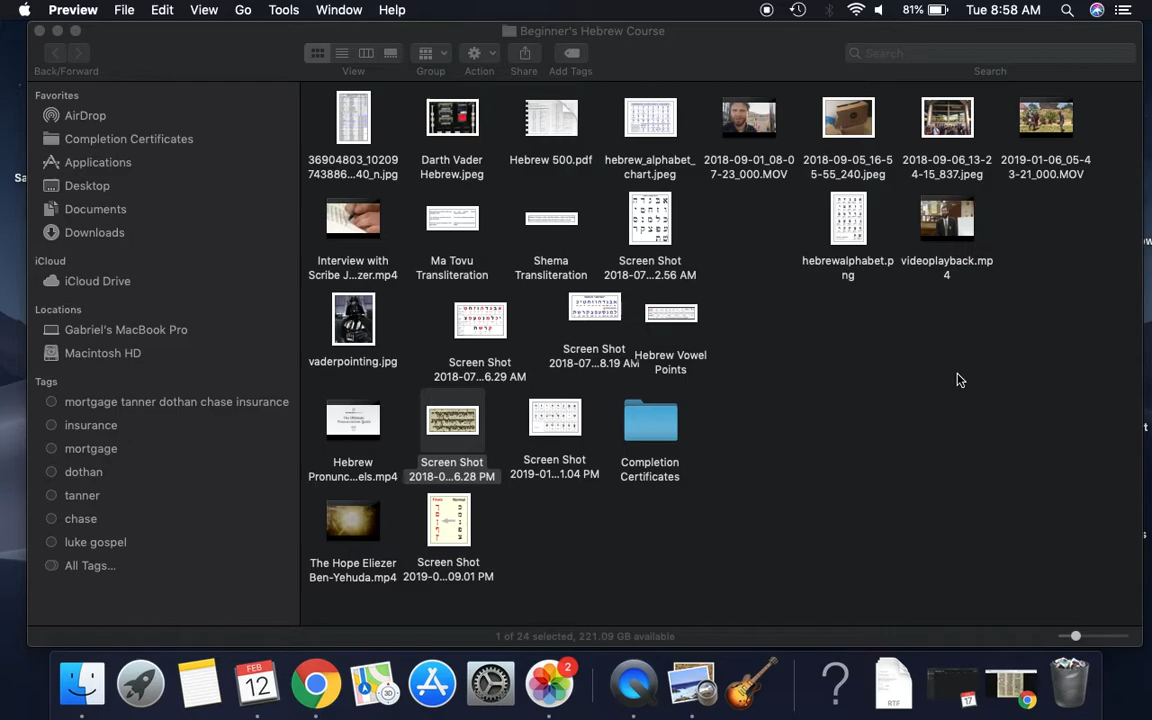 Preview File Edit View Go Tools Window Help 81% Tue 8:58 AM
Beginner's Hebrew Course
Search
Back/Forward View Group Action Share Add Tags Search
Favorites
AirDrop
Completion Certificates
Applications
Desktop
Documents
Downloads
iCloud
iCloud Drive
Locations
Gabriel's MacBook Pro
Macintosh HD
Tags
mortgage tanner dothan chase insurance
insurance
mortgage
dothan
tanner
chase
luke gospel
All Tags...
36904803_10209
743886...40_n.jpg
Darth Vader
Hebrew.jpeg
Hebrew 500.pdf
hebrew_alphabet_
chart.jpeg
2018-09-01_08-0
7-23_000.MOV
2018-09-05_16-5
5-55_240.jpeg
2018-09-06_13-2
4-15_837.jpeg
2019-01-06_05-4
3-21_000.MOV
Interview with
Scribe J...zer.mp4
Ma Tovu
Transliteration
Shema
Transliteration
Screen Shot
2018-07...2.56 AM
hebrewalphabet.p
ng
videoplayback.mp
4
vaderpointing.jpg
Screen Shot
2018-07...6.29 AM
Screen Shot
2018-07...8.19 AM
Hebrew Vowel
Points
Hebrew
Pronunc...els.mp4
Screen Shot
2018-0...6.28 PM
Screen Shot
2019-01...1.04 PM
Completion
Certificates
The Hope Eliezer
Ben-Yehuda.mp4
Screen Shot
2019-0...09.01 PM
1 of 24 selected, 221.09 GB available
FEB
12
3D
2
?
RTF
17